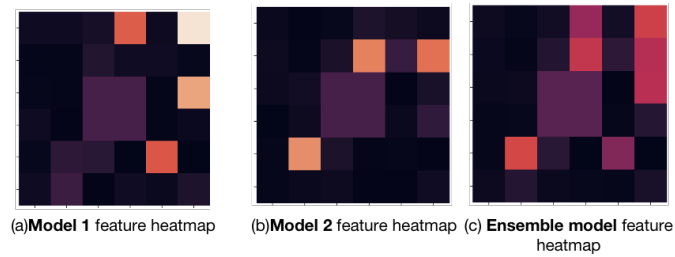 (a)Model 1 feature heatmap
(b)Model 2 feature heatmap
(c) Ensemble model feature
heatmap